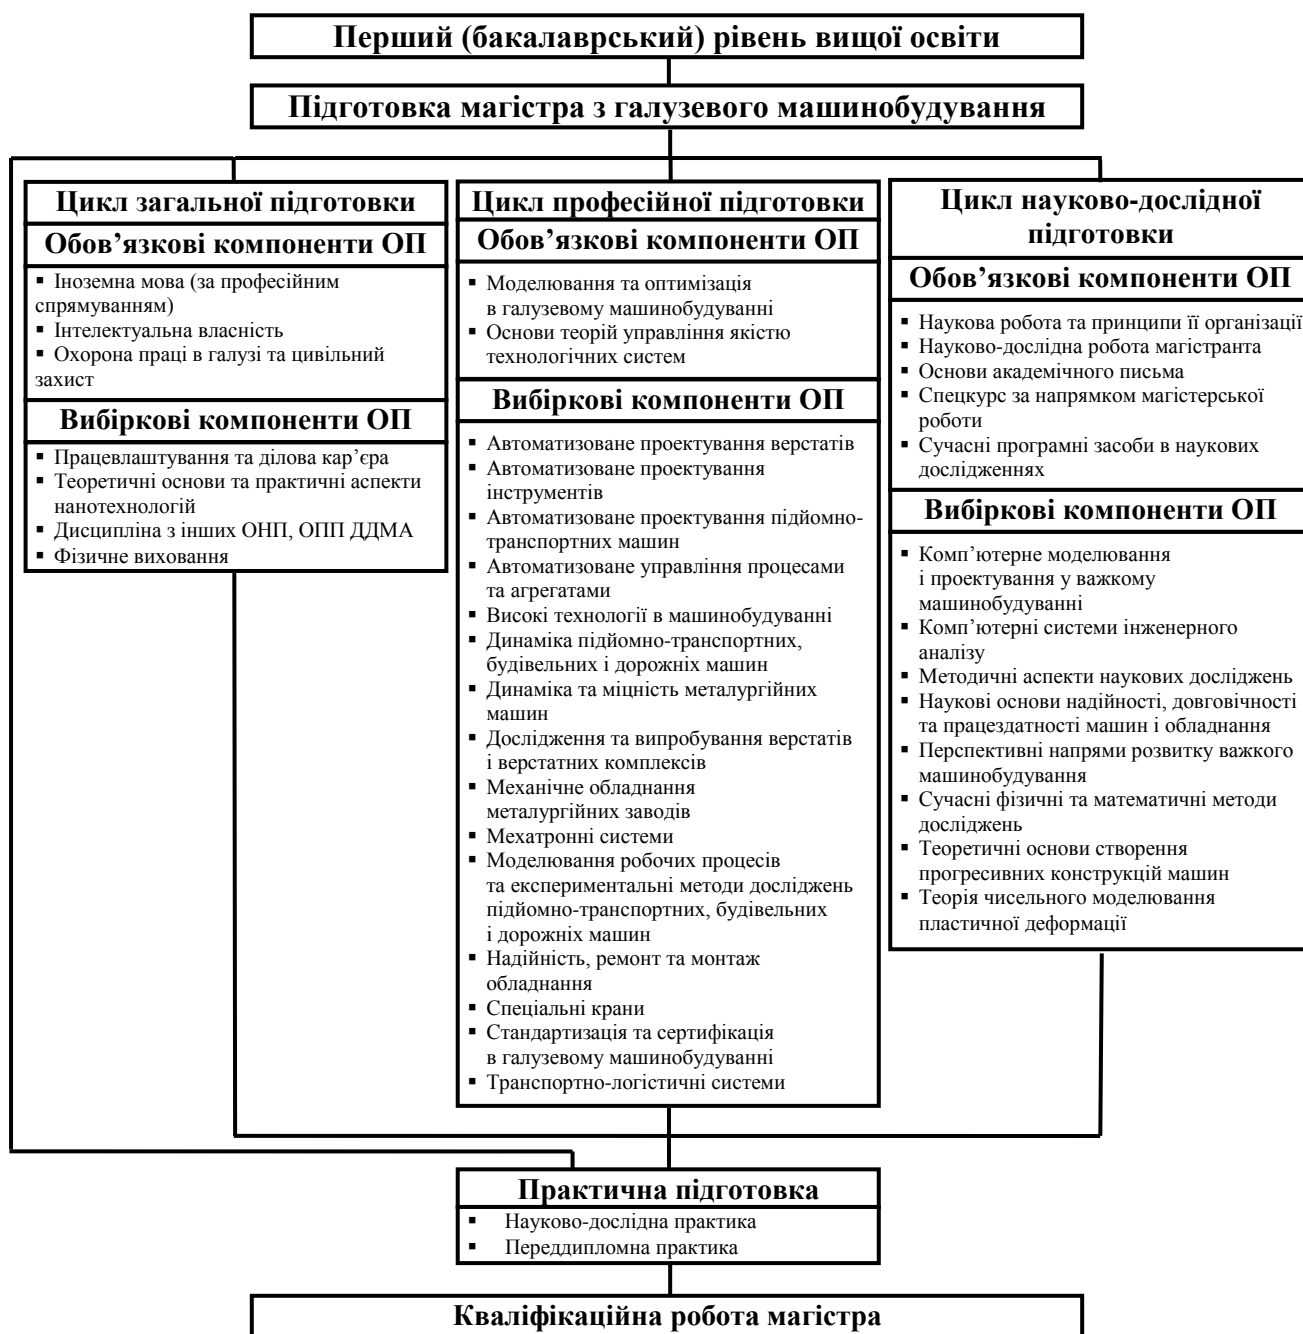 Перший (бакалаврський) рівень вищої освіти
Підготовка магістра з галузевого машинобудування
Цикл загальної підготовки
Обов’язкові компоненти ОП
▪ Іноземна мова (за професійним
спрямуванням)
▪ Інтелектуальна власність
▪ Охорона праці в галузі та цивільний
захист
Вибіркові компоненти ОП
▪ Працевлаштування та ділова кар’єра
▪ Теоретичні основи та практичні аспекти
нанотехнологій
▪ Дисципліна з інших ОНП, ОПП ДДМА
▪ Фізичне виховання
Цикл професійної підготовки
Обов’язкові компоненти ОП
▪ Моделювання та оптимізація
в галузевому машинобудуванні
▪ Основи теорій управління якістю
технологічних систем
Вибіркові компоненти ОП
▪ Автоматизоване проектування верстатів
▪ Автоматизоване проектування
інструментів
▪ Автоматизоване проектування підйомно-
транспортних машин
▪ Автоматизоване управління процесами
та агрегатами
▪ Високі технології в машинобудуванні
▪ Динаміка підйомно-транспортних,
будівельних і дорожніх машин
▪ Динаміка та міцність металургійних
машин
▪ Дослідження та випробування верстатів
і верстатних комплексів
▪ Механічне обладнання
металургійних заводів
▪ Мехатронні системи
▪ Моделювання робочих процесів
та експериментальні методи досліджень
підйомно-транспортних, будівельних
і дорожніх машин
▪ Надійність, ремонт та монтаж
обладнання
▪ Спеціальні крани
▪ Стандартизація та сертифікація
в галузевому машинобудуванні
▪ Транспортно-логістичні системи
Цикл науково-дослідної
підготовки
Обов’язкові компоненти ОП
▪ Наукова робота та принципи її організації
▪ Науково-дослідна робота магістранта
▪ Основи академічного письма
▪ Спецкурс за напрямком магістерської
роботи
▪ Сучасні програмні засоби в наукових
дослідженнях
Вибіркові компоненти ОП
▪ Комп’ютерне моделювання
і проектування у важкому
машинобудуванні
▪ Комп’ютерні системи інженерного
аналізу
▪ Методичні аспекти наукових досліджень
▪ Наукові основи надійності, довговічності
та працездатності машин і обладнання
▪ Перспективні напрями розвитку важкого
машинобудування
▪ Сучасні фізичні та математичні методи
досліджень
▪ Теоретичні основи створення
прогресивних конструкцій машин
▪ Теорія чисельного моделювання
пластичної деформації
Практична підготовка
▪ Науково-дослідна практика
▪ Переддипломна практика
Кваліфікаційна робота магістра